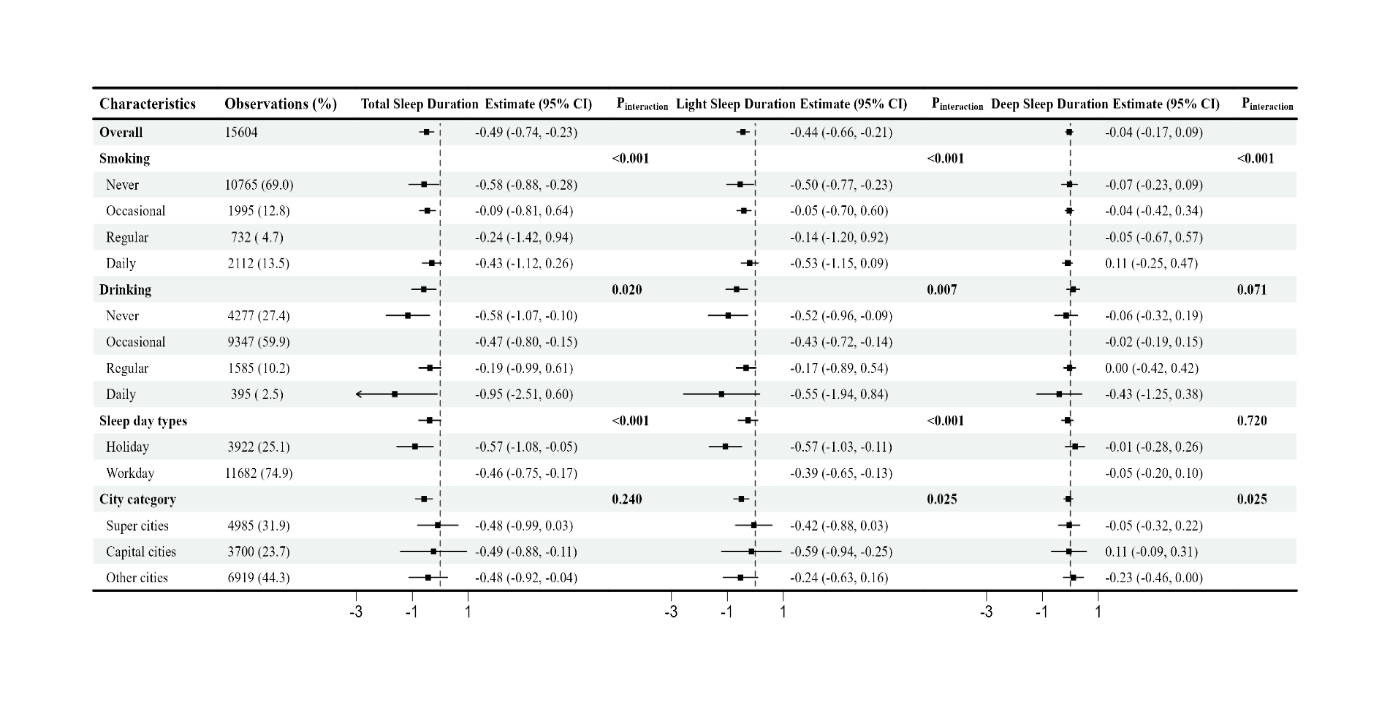 Characteristics Observations (%) Total Sleep Duration Estimate (95% CI) Pinteraction Light Sleep Duration Estimate (95% CI) Pinteraction Deep Sleep Duration Estimate (95% CI) Pinteraction
Overall 15604 -0.49 (-0.74, -0.23) -0.44 (-0.66, -0.21) -0.04 (-0.17, 0.09)
Smoking <0.001 <0.001 <0.001
Never 10765 (69.0) -0.58 (-0.88, -0.28) -0.50 (-0.77, -0.23) -0.07 (-0.23, 0.09)
Occasional 1995 (12.8) -0.09 (-0.81, 0.64) -0.05 (-0.70, 0.60) -0.04 (-0.42, 0.34)
Regular 732 ( 4.7) -0.24 (-1.42, 0.94) -0.14 (-1.20, 0.92) -0.05 (-0.67, 0.57)
Daily 2112 (13.5) -0.43 (-1.12, 0.26) -0.53 (-1.15, 0.09) 0.11 (-0.25, 0.47)
Drinking 0.020 0.007 0.071
Never 4277 (27.4) -0.58 (-1.07, -0.10) -0.52 (-0.96, -0.09) -0.06 (-0.32, 0.19)
Occasional 9347 (59.9) -0.47 (-0.80, -0.15) -0.43 (-0.72, -0.14) -0.02 (-0.19, 0.15)
Regular 1585 (10.2) -0.19 (-0.99, 0.61) -0.17 (-0.89, 0.54) 0.00 (-0.42, 0.42)
Daily 395 ( 2.5) -0.95 (-2.51, 0.60) -0.55 (-1.94, 0.84) -0.43 (-1.25, 0.38)
Sleep day types <0.001 <0.001 0.720
Holiday 3922 (25.1) -0.57 (-1.08, -0.05) -0.57 (-1.03, -0.11) -0.01 (-0.28, 0.26)
Workday 11682 (74.9) -0.46 (-0.75, -0.17) -0.39 (-0.65, -0.13) -0.05 (-0.20, 0.10)
City category 0.240 0.025 0.025
Super cities 4985 (31.9) -0.48 (-0.99, 0.03) -0.42 (-0.88, 0.03) -0.05 (-0.32, 0.22)
Capital cities 3700 (23.7) -0.49 (-0.88, -0.11) -0.59 (-0.94, -0.25) 0.11 (-0.09, 0.31)
Other cities 6919 (44.3) -0.48 (-0.92, -0.04) -0.24 (-0.63, 0.16) -0.23 (-0.46, 0.00)
-3 -1 1 -3 -1 1 -3 -1 1